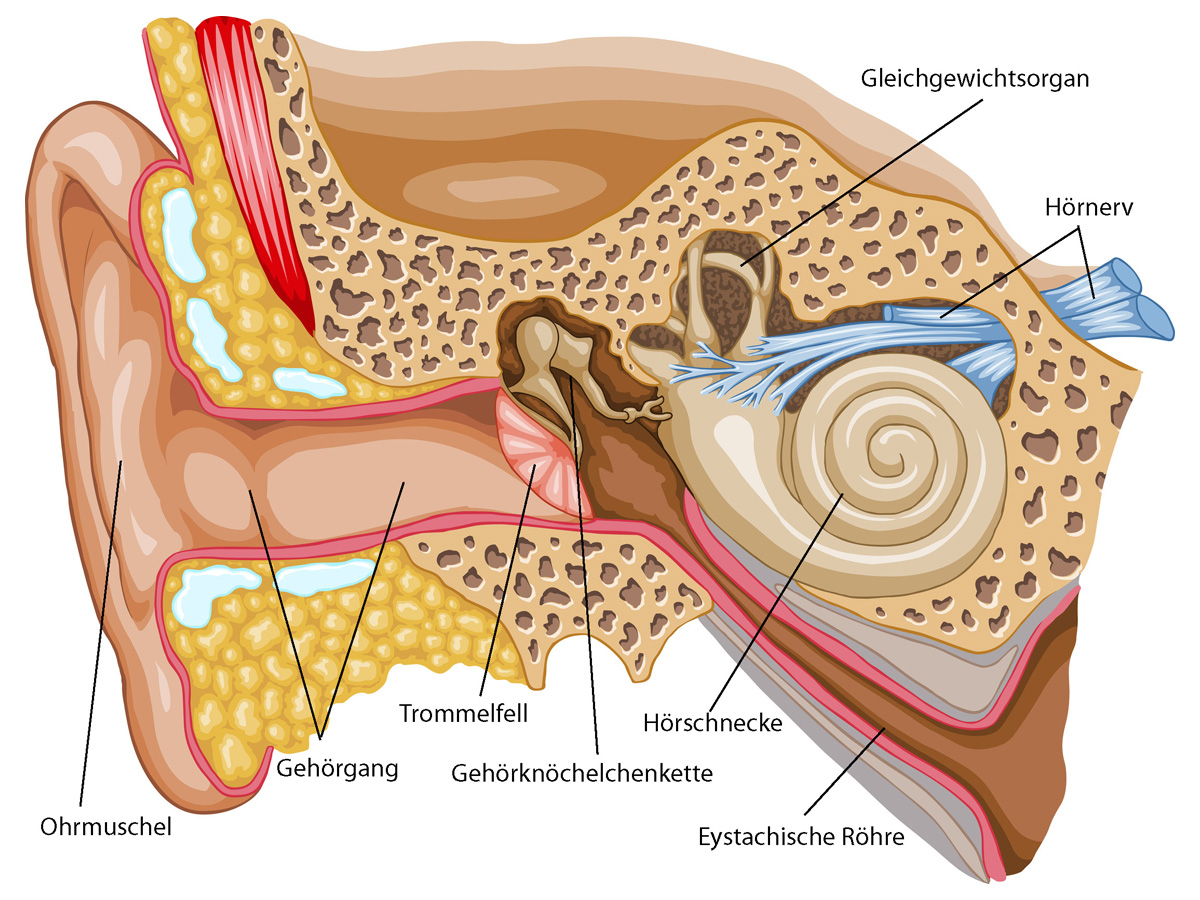 Gleichgewichtsorgan
Hörnerv
Trommelfell
Hörschnecke
Gehörgang
Gehörknöchelchenkette
Ohrmuschel
Eystachische Röhre